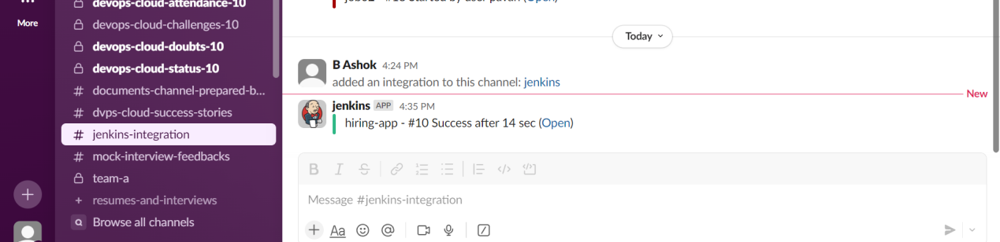 More
devops-cloud-attendance-10
devops-cloud-challenges-10
devops-cloud-doubts-10
devops-cloud-status-10
# documents-channel-prepared-b...
# dvps-cloud-success-stories
# jenkins-integration
# mock-interview-feedbacks
team-a
+ resumes-and-interviews
Browse all channels
job02 - #18 Started by user pavan (Open)
Today
B Ashok 4:24 PM
added an integration to this channel: jenkins
New
jenkins APP 4:35 PM
hiring-app - #10 Success after 14 sec (Open)
Message #jenkins-integration
Aa